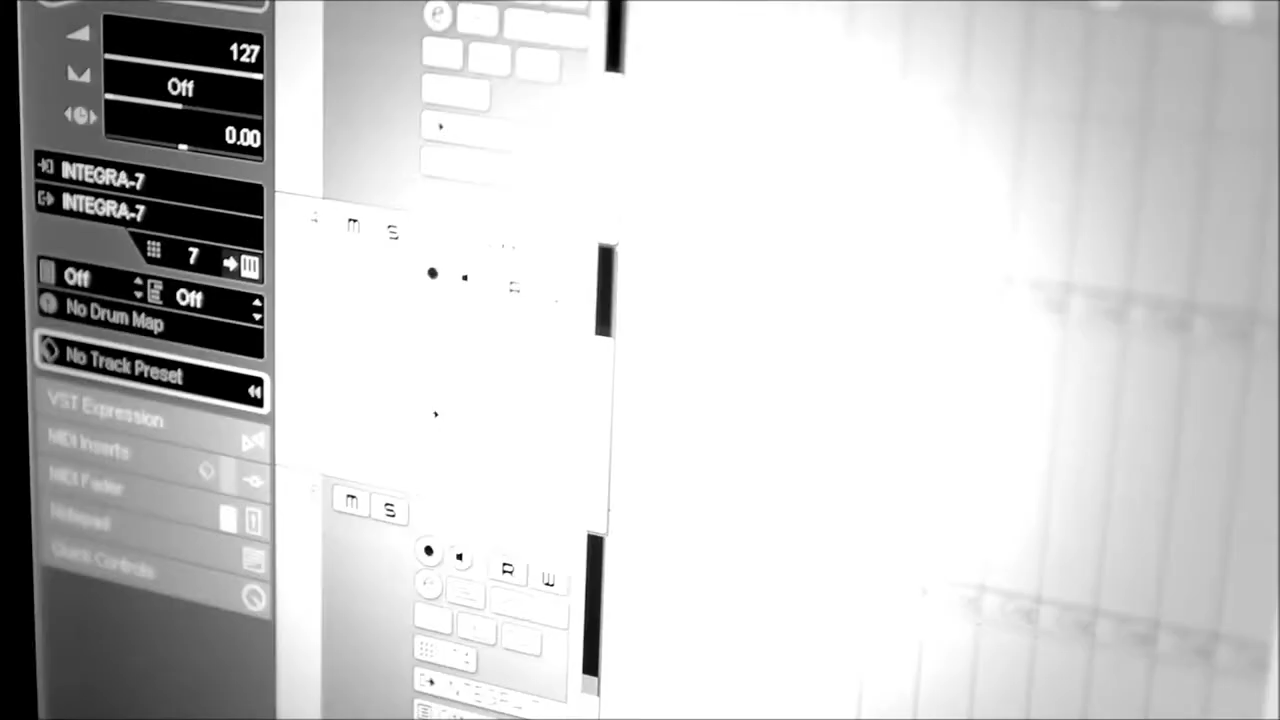 127
Off
0.00
INTEGRA-7
INTEGRA-7
7
Off Off
No Drum Map
No Track Preset
VST Expression
MIDI Inserts
MIDI Fader
Notepad
Quick Controls
m s
m s
R W